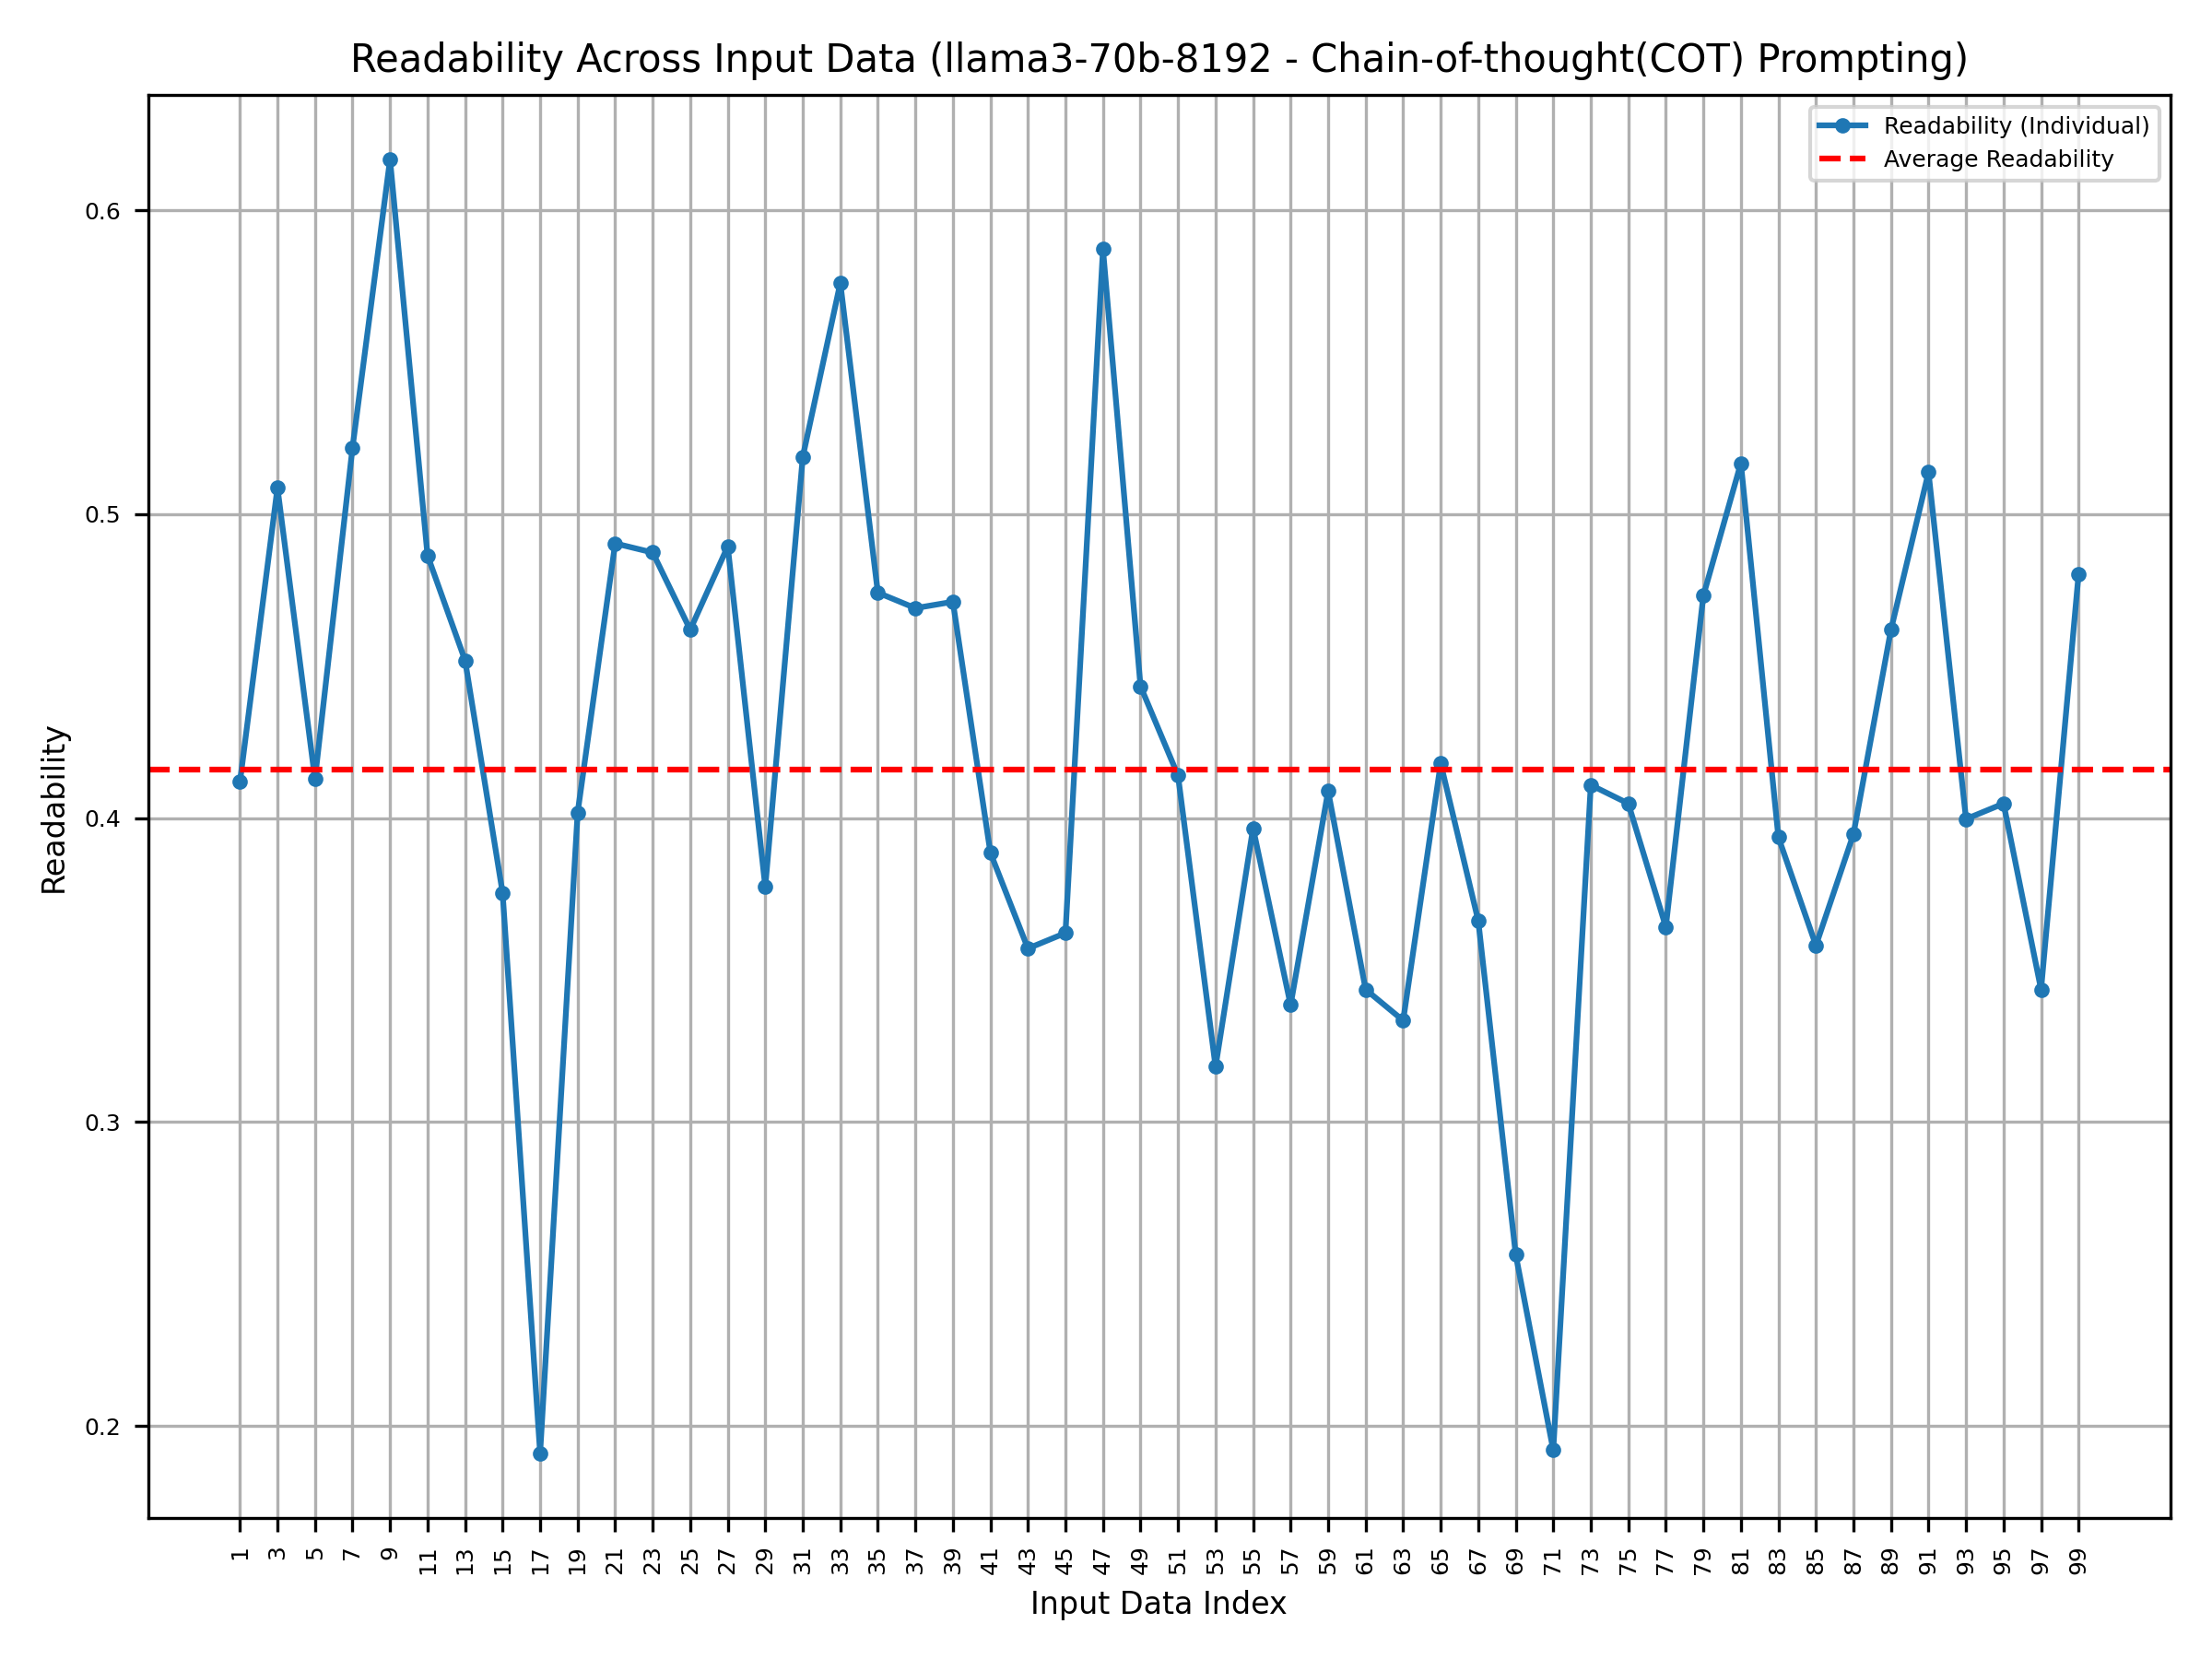 Readability Across Input Data (llama3-70b-8192 - Chain-of-thought(COT) Prompting)
Readability (Individual)
Average Readability
0.6
0.5
0.4
0.3
0.2
Readability
1 3 5 7 9 11 13 15 17 19 21 23 25 27 29 31 33 35 37 39 41 43 45 47 49 51 53 55 57 59 61 63 65 67 69 71 73 75 77 79 81 83 85 87 89 91 93 95 97 99
Input Data Index